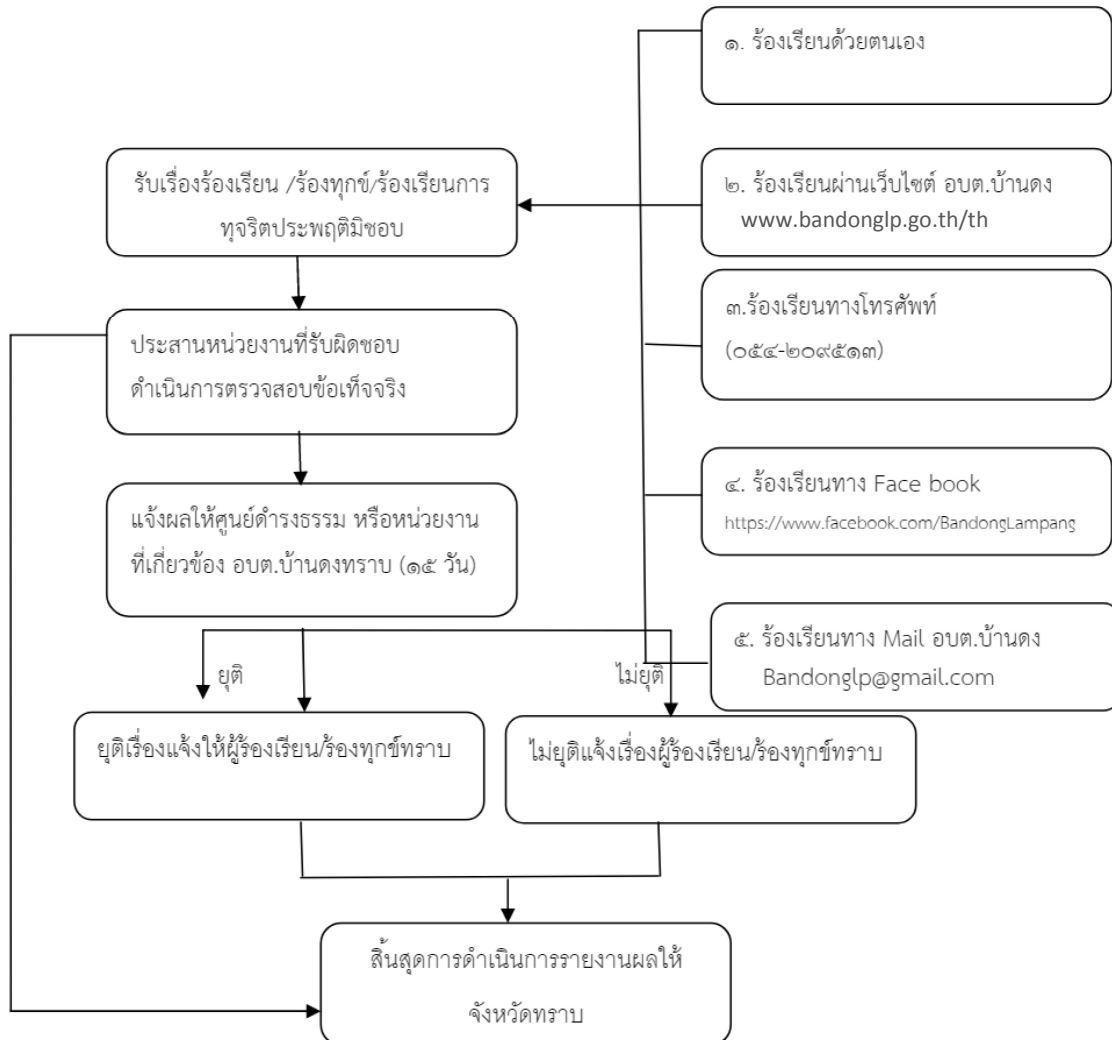 ๑. ร้องเรียนด้วยตนเอง
รับเรื่องร้องเรียน /ร้องทุกข์/ร้องเรียนการ
ทุจริตประพฤติมิชอบ
๒. ร้องเรียนผ่านเว็บไซต์ อบต.บ้านดง
www.bandonglp.go.th/th
๓.ร้องเรียนทางโทรศัพท์
(๐๕๔-๒๐๙๕๑๓)
ประสานหน่วยงานที่รับผิดชอบ
ดำเนินการตรวจสอบข้อเท็จจริง
๔. ร้องเรียนทาง Face book
https://www.facebook.com/BandongLampang
แจ้งผลให้ศูนย์ดำรงธรรม หรือหน่วยงาน
ที่เกี่ยวข้อง อบต.บ้านดงทราบ (๑๕ วัน)
๕. ร้องเรียนทาง Mail อบต.บ้านดง
Bandonglp@gmail.com
ยุติ
ไม่ยุติ
ยุติเรื่องแจ้งให้ผู้ร้องเรียน/ร้องทุกข์ทราบ
ไม่ยุติแจ้งเรื่องผู้ร้องเรียน/ร้องทุกข์ทราบ
สิ้นสุดการดำเนินการรายงานผลให้
จังหวัดทราบ